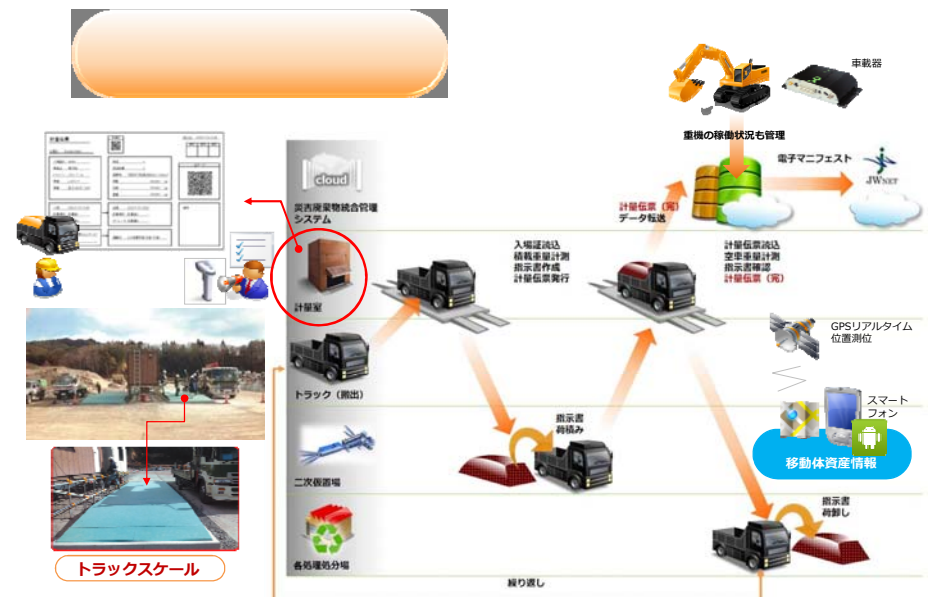 車載器
重機の稼働状況も管理
電子マニフェスト
JWNET
cloud
災害廃棄物統合管理
システム
計量伝票（完）
データ転送
入場証読込
積載重量計測
指示書作成
計量伝票発行
計量伝票読込
空車重量計測
指示書確認
計量伝票（完）
計量室
GPSリアルタイム
位置測位
トラック（搬出）
スマート
フォン
指示書
荷積み
移動体資産情報
二次仮置場
指示書
荷卸し
トラックスケール
各処理処分場
繰り返し